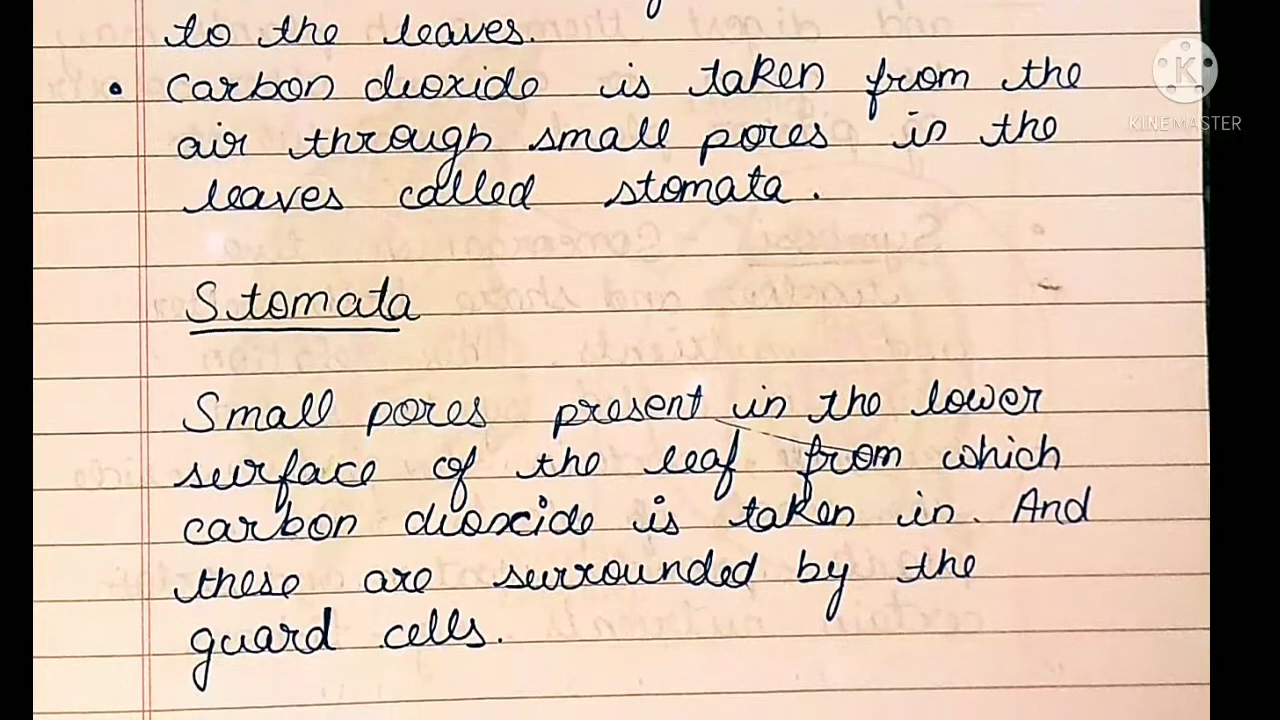 to the leaves.
• Carbon dioxide is taken from the
air through small pores in the
leaves called stomata.
Stomata
Small pores present in the lower
surface of the leaf from which
carbon dioxide is taken in. And
these are surrounded by the
guard cells.
KINEMASTER